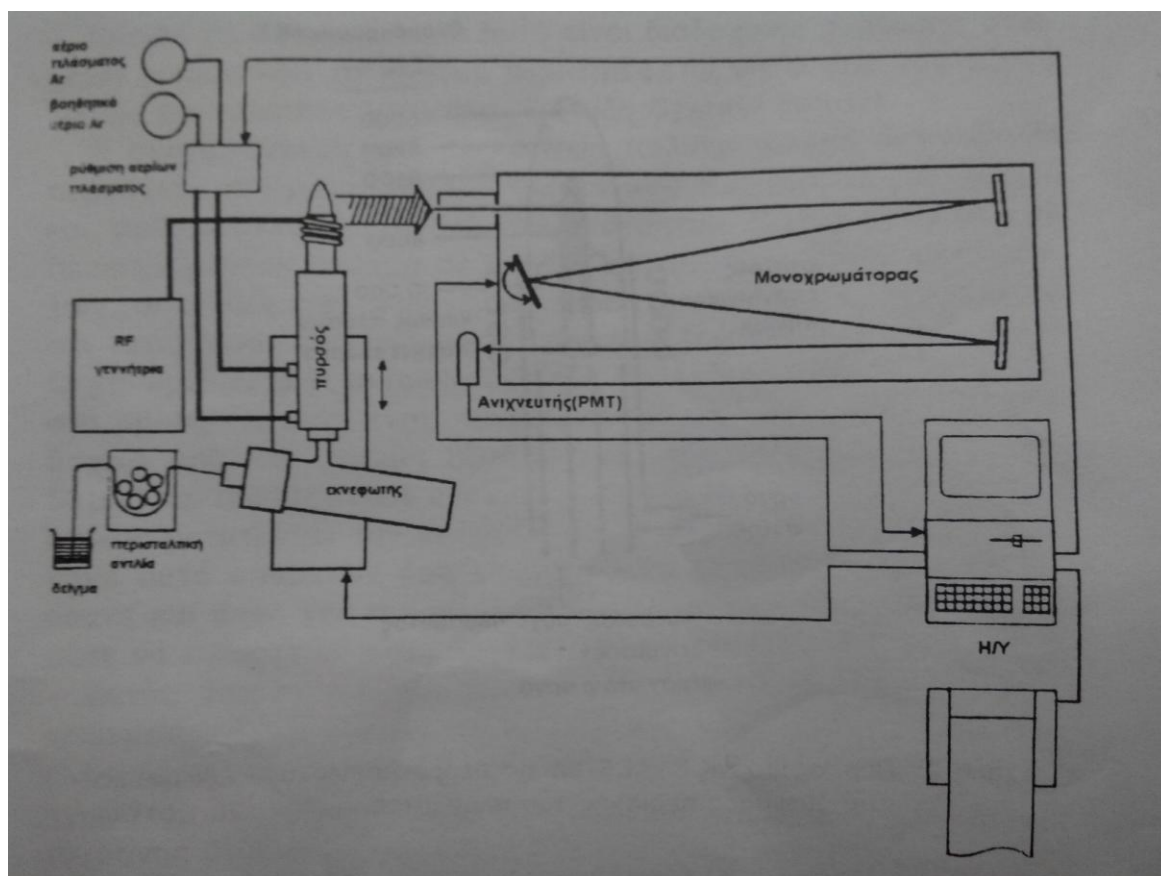 αέριο
πλάσματος
Ar
βοηθητικό
αέριο Ar
ρύθμιση αερίων
πλάσματος
RF
γεννήτρια
πυρσός
Μονοχρωμάτορας
Ανιχνευτής(PMT)
εκνεφωτής
περισταλτική
αντλία
δείγμα
Η/Υ